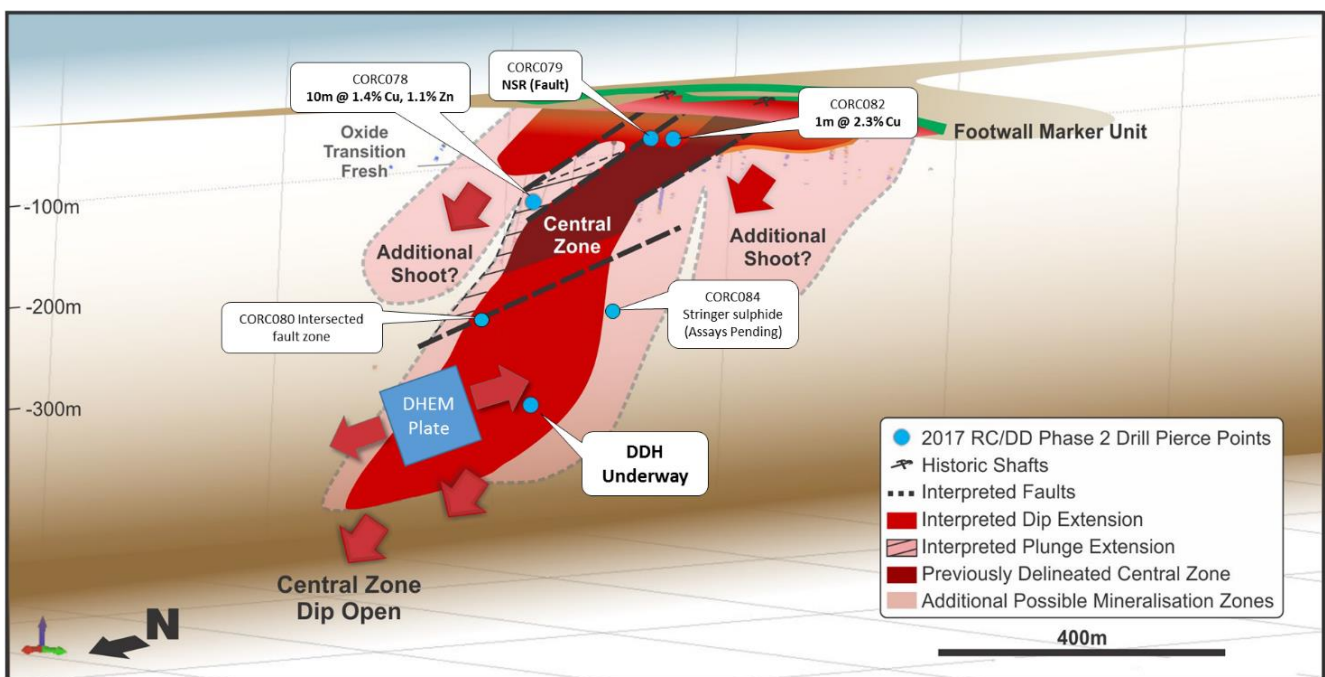 CORC078
10m @ 1.4% Cu, 1.1% Zn
CORC079
NSR (Fault)
CORC082
1m @ 2.3% Cu
Footwall Marker Unit
Oxide
Transition
Fresh
-100m
-200m
-300m
Additional
Shoot?
Central
Zone
Additional
Shoot?
CORC080 Intersected
fault zone
CORC084
Stringer sulphide
(Assays Pending)
DHEM
Plate
DDH
Underway
Central Zone
Dip Open
N
2017 RC/DD Phase 2 Drill Pierce Points
Historic Shafts
Interpreted Faults
Interpreted Dip Extension
Interpreted Plunge Extension
Previously Delineated Central Zone
Additional Possible Mineralisation Zones
400m